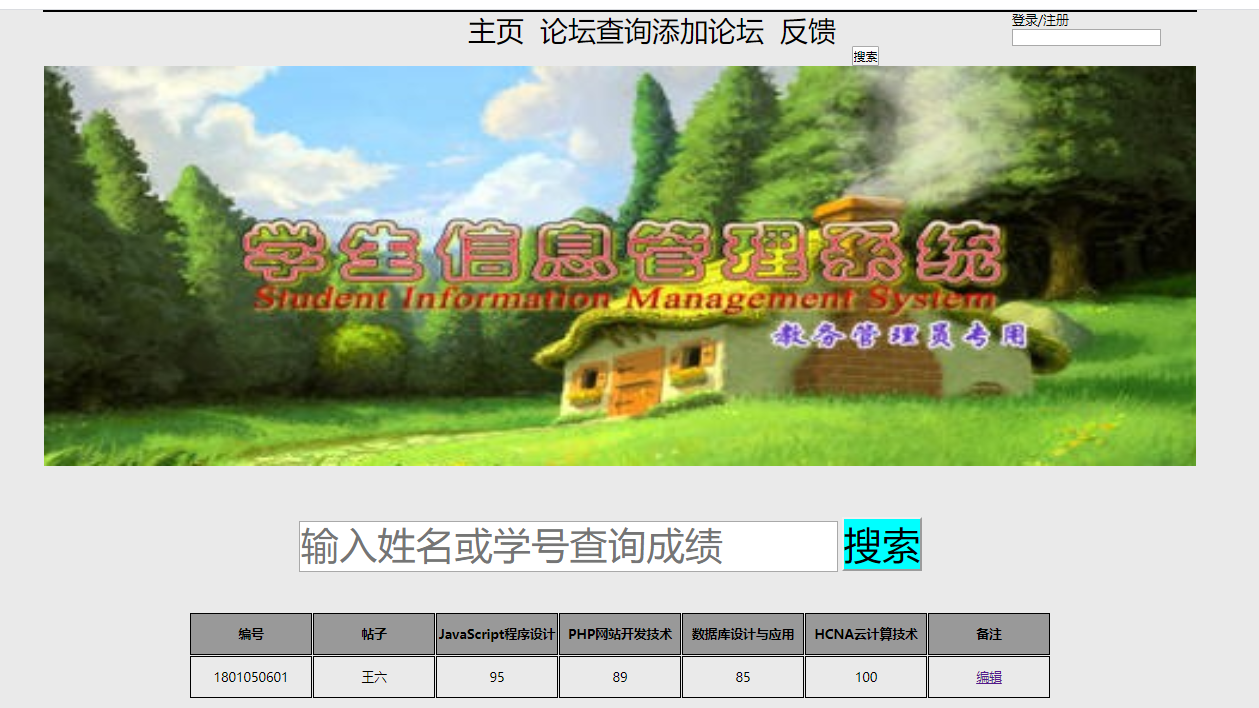 主页 论坛查询添加论坛 反馈
登录/注册
搜索
学生信息管理系统
Student Information Management System
教务管理员专用
输入姓名或学号查询成绩 搜索
编号 帖子 JavaScript程序设计 PHP网站开发技术 数据库设计与应用 HCNA云计算技术 备注
1801050601 王六 95 89 85 100 编辑